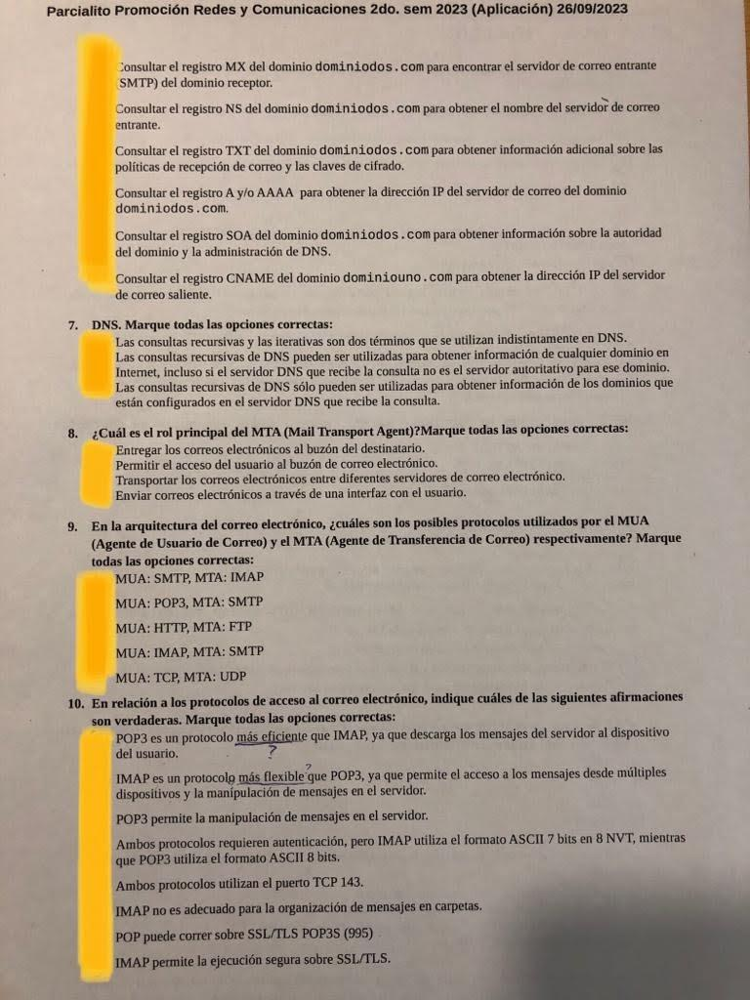 Parcialito Promoción Redes y Comunicaciones 2do. sem 2023 (Aplicación) 26/09/2023
Consultar el registro MX del dominio dominiodos.com para encontrar el servidor de correo entrante
(SMTP) del dominio receptor.
Consultar el registro NS del dominio dominiodos.com para obtener el nombre del servidor de correo
entrante.
Consultar el registro TXT del dominio dominiodos.com para obtener información adicional sobre las
políticas de recepción de correo y las claves de cifrado.
Consultar el registro A y/o AAAA para obtener la dirección IP del servidor de correo del dominio
dominiodos.com.
Consultar el registro SOA del dominio dominiodos.com para obtener información sobre la autoridad
del dominio y la administración de DNS.
Consultar el registro CNAME del dominio dominiouno.com para obtener la dirección IP del servidor
de correo saliente.
7. DNS. Marque todas las opciones correctas:
Las consultas recursivas y las iterativas son dos términos que se utilizan indistintamente en DNS.
Las consultas recursivas de DNS pueden ser utilizadas para obtener información de cualquier dominio en
Internet, incluso si el servidor DNS que recibe la consulta no es el servidor autoritativo para ese dominio.
Las consultas recursivas de DNS sólo pueden ser utilizadas para obtener información de los dominios que
están configurados en el servidor DNS que recibe la consulta.
8. ¿Cuál es el rol principal del MTA (Mail Transport Agent)?Marque todas las opciones correctas:
Entregar los correos electrónicos al buzón del destinatario.
Permitir el acceso del usuario al buzón de correo electrónico.
Transportar los correos electrónicos entre diferentes servidores de correo electrónico.
Enviar correos electrónicos a través de una interfaz con el usuario.
9. En la arquitectura del correo electrónico, ¿cuáles son los posibles protocolos utilizados por el MUA
(Agente de Usuario de Correo) y el MTA (Agente de Transferencia de Correo) respectivamente? Marque
todas las opciones correctas:
MUA: SMTP, MTA: IMAP
MUA: POP3, MTA: SMTP
MUA: HTTP, MTA: FTP
MUA: IMAP, MTA: SMTP
MUA: TCP, MTA: UDP
10. En relación a los protocolos de acceso al correo electrónico, indique cuáles de las siguientes afirmaciones
son verdaderas. Marque todas las opciones correctas:
POP3 es un protocolo más eficiente que IMAP, ya que descarga los mensajes del servidor al dispositivo
del usuario. ?
IMAP es un protocolo más flexible ? que POP3, ya que permite el acceso a los mensajes desde múltiples
dispositivos y la manipulación de mensajes en el servidor.
POP3 permite la manipulación de mensajes en el servidor.
Ambos protocolos requieren autenticación, pero IMAP utiliza el formato ASCII 7 bits en 8 NVT, mientras
que POP3 utiliza el formato ASCII 8 bits.
Ambos protocolos utilizan el puerto TCP 143.
IMAP no es adecuado para la organización de mensajes en carpetas.
POP puede correr sobre SSL/TLS POP3S (995)
IMAP permite la ejecución segura sobre SSL/TLS.